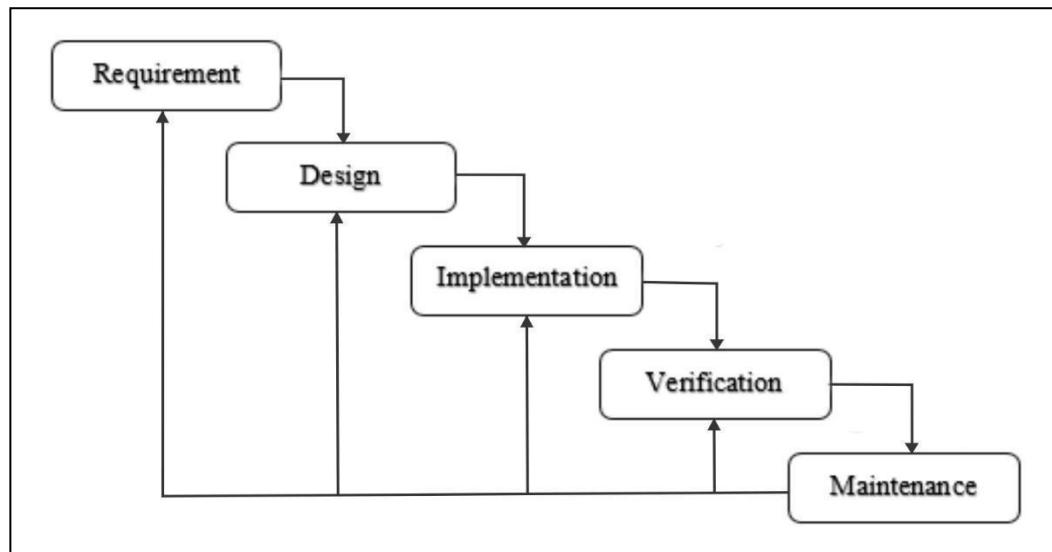 Requirement
Design
Implementation
Verification
Maintenance